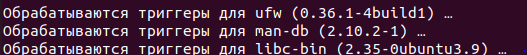 Обрабатываются триггеры для ufw (0.36.1-4build1) …
Обрабатываются триггеры для man-db (2.10.2-1) …
Обрабатываются триггеры для libc-bin (2.35-0ubuntu3.9) …